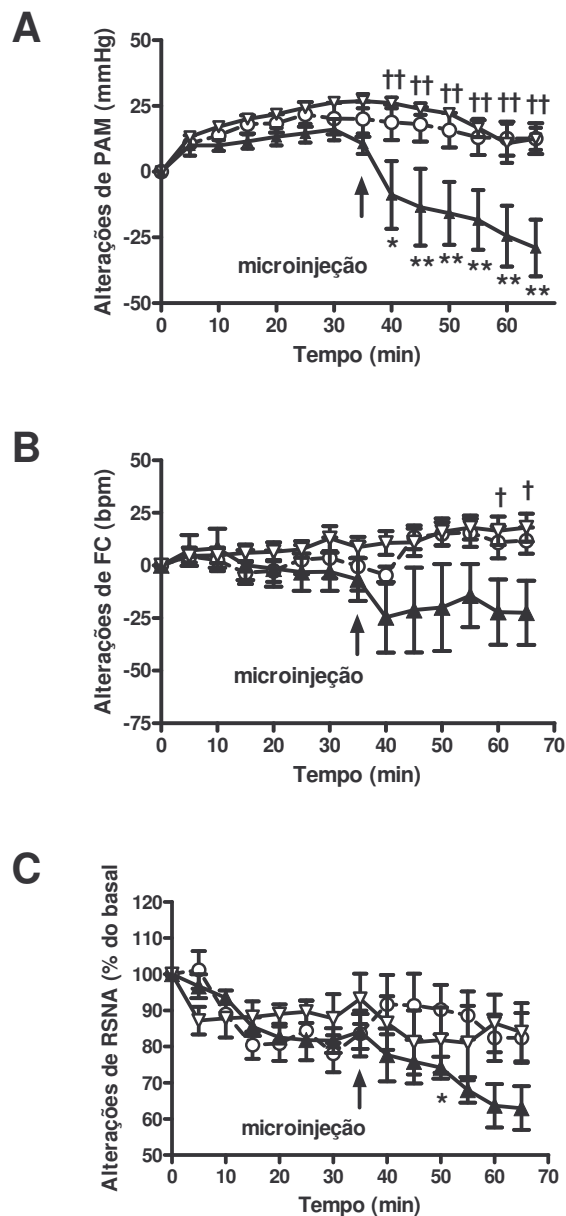 A
Alterações de PAM (mmHg)
50
25
0
-25
-50
†† †† †† †† †† ††
microinjeção
* ** ** ** ** **
0 10 20 30 40 50 60
Tempo (min)
B
Alterações de FC (bpm)
50
25
0
-25
-50
-75
† †
microinjeção
0 10 20 30 40 50 60 70
Tempo (min)
C
Alterações de RSNA (% do basal
120
110
100
90
80
70
60
50
*
microinjeção
0 10 20 30 40 50 60 70
Tempo (min)